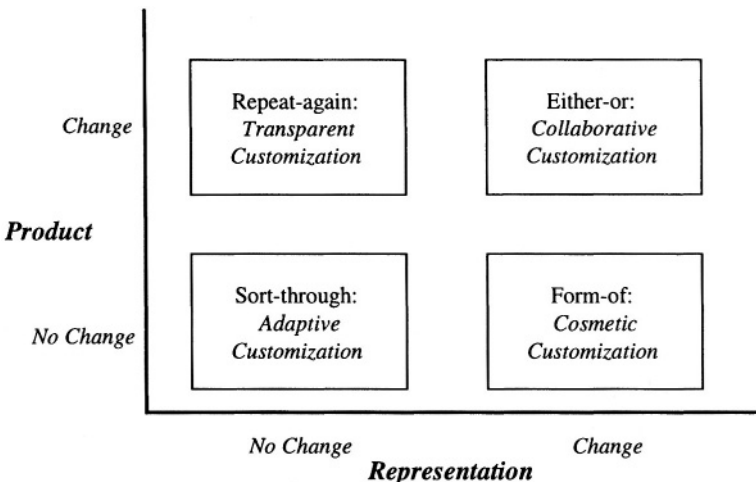 Change
Repeat-again:
Transparent
Customization
Either-or:
Collaborative
Customization
Product
No Change
Sort-through:
Adaptive
Customization
Form-of:
Cosmetic
Customization
No Change
Change
Representation